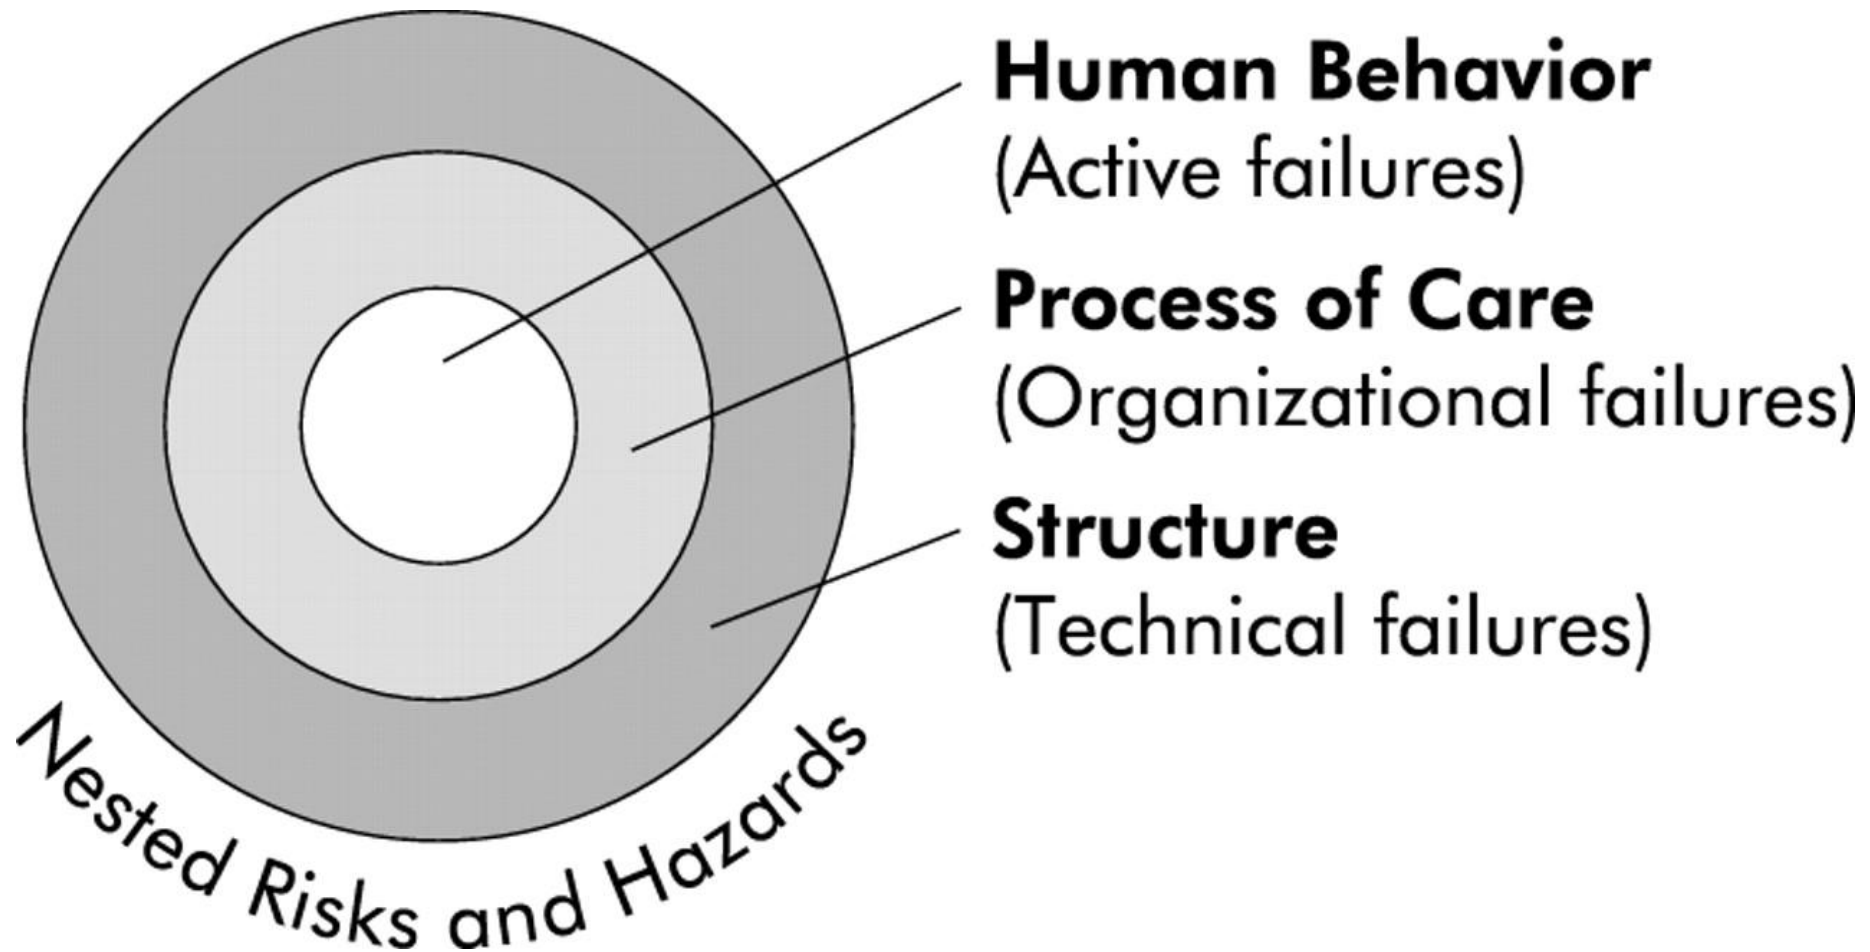 Human Behavior
(Active failures)
Process of Care
(Organizational failures)
Structure
(Technical failures)
Nested Risks and Hazards